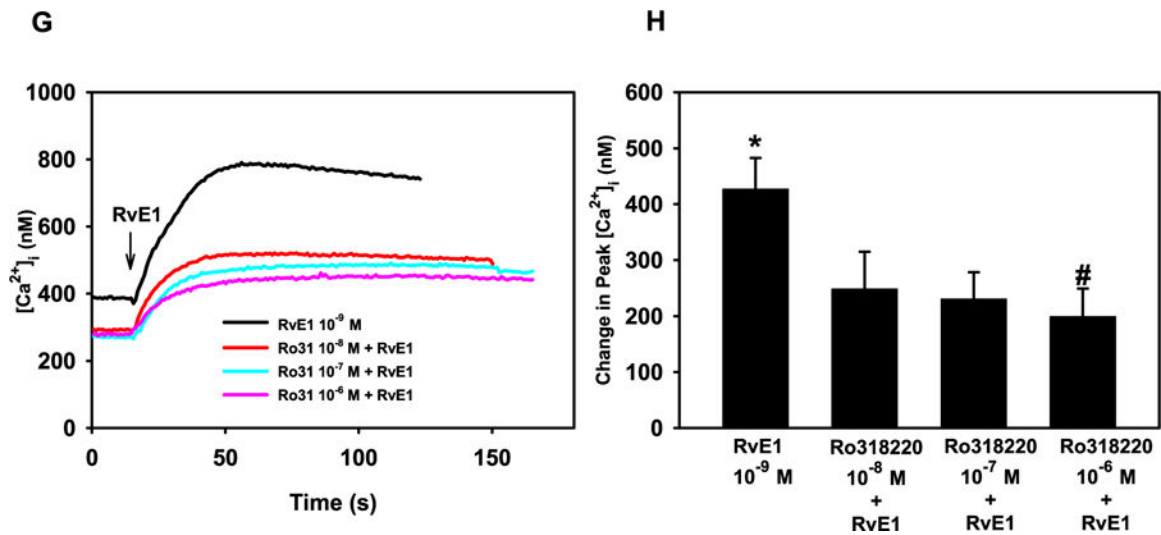 G
1000
800
600
400
200
0
[Ca²⁺]ᵢ (nM)
RvE1
RvE1 10⁻⁹ M
Ro31 10⁻⁸ M + RvE1
Ro31 10⁻⁷ M + RvE1
Ro31 10⁻⁶ M + RvE1
0 50 100 150
Time (s)
H
600
500
400
300
200
100
0
Change in Peak [Ca²⁺]ᵢ (nM)
*
#
RvE1 Ro318220 Ro318220 Ro318220
10⁻⁹ M 10⁻⁸ M 10⁻⁷ M 10⁻⁶ M
+ + +
RvE1 RvE1 RvE1